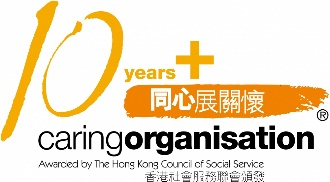 10 years+
同心展關懷
caringorganisation®
Awarded by The Hong Kong Council of Social Service
香港社會服務聯會頒發